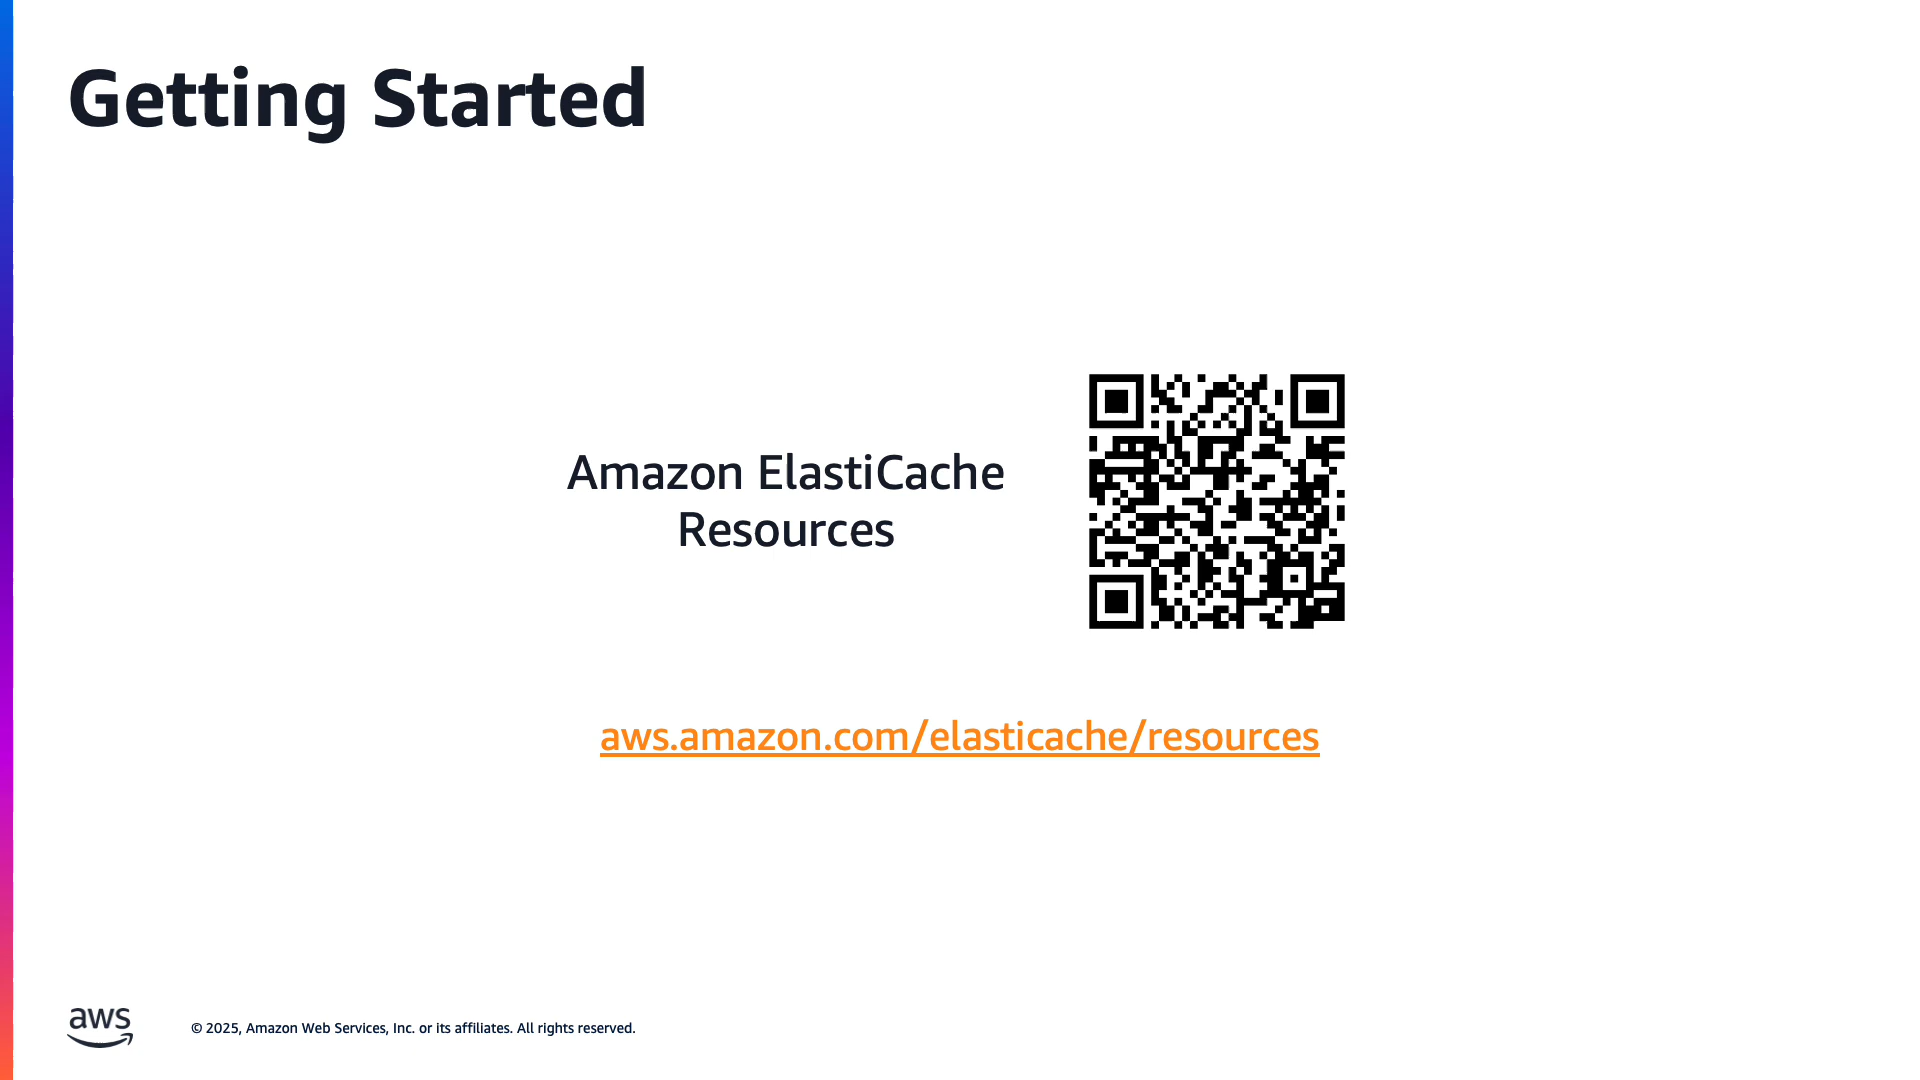 Getting Started
Amazon ElastiCache
Resources
aws.amazon.com/elasticache/resources
aws
© 2025, Amazon Web Services, Inc. or its affiliates. All rights reserved.